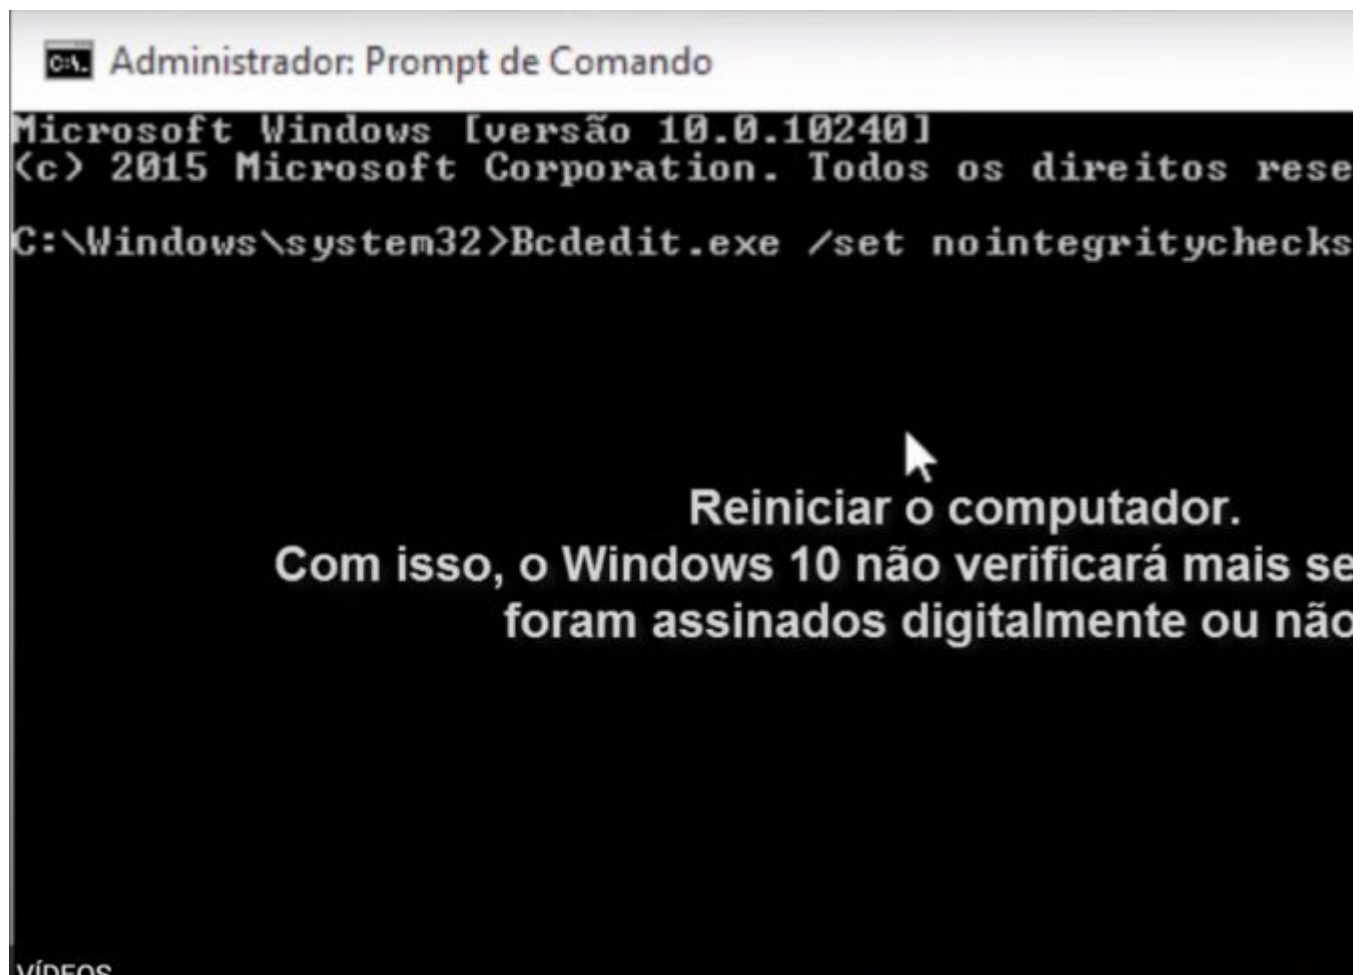 C:\.
Administrador: Prompt de Comando
Microsoft Windows [versão 10.0.10240]
(c) 2015 Microsoft Corporation. Todos os direitos rese
C:\Windows\system32>Bcdedit.exe /set nointegritychecks
Reiniciar o computador.
Com isso, o Windows 10 não verificará mais se
foram assinados digitalmente ou não
VÍDEOS